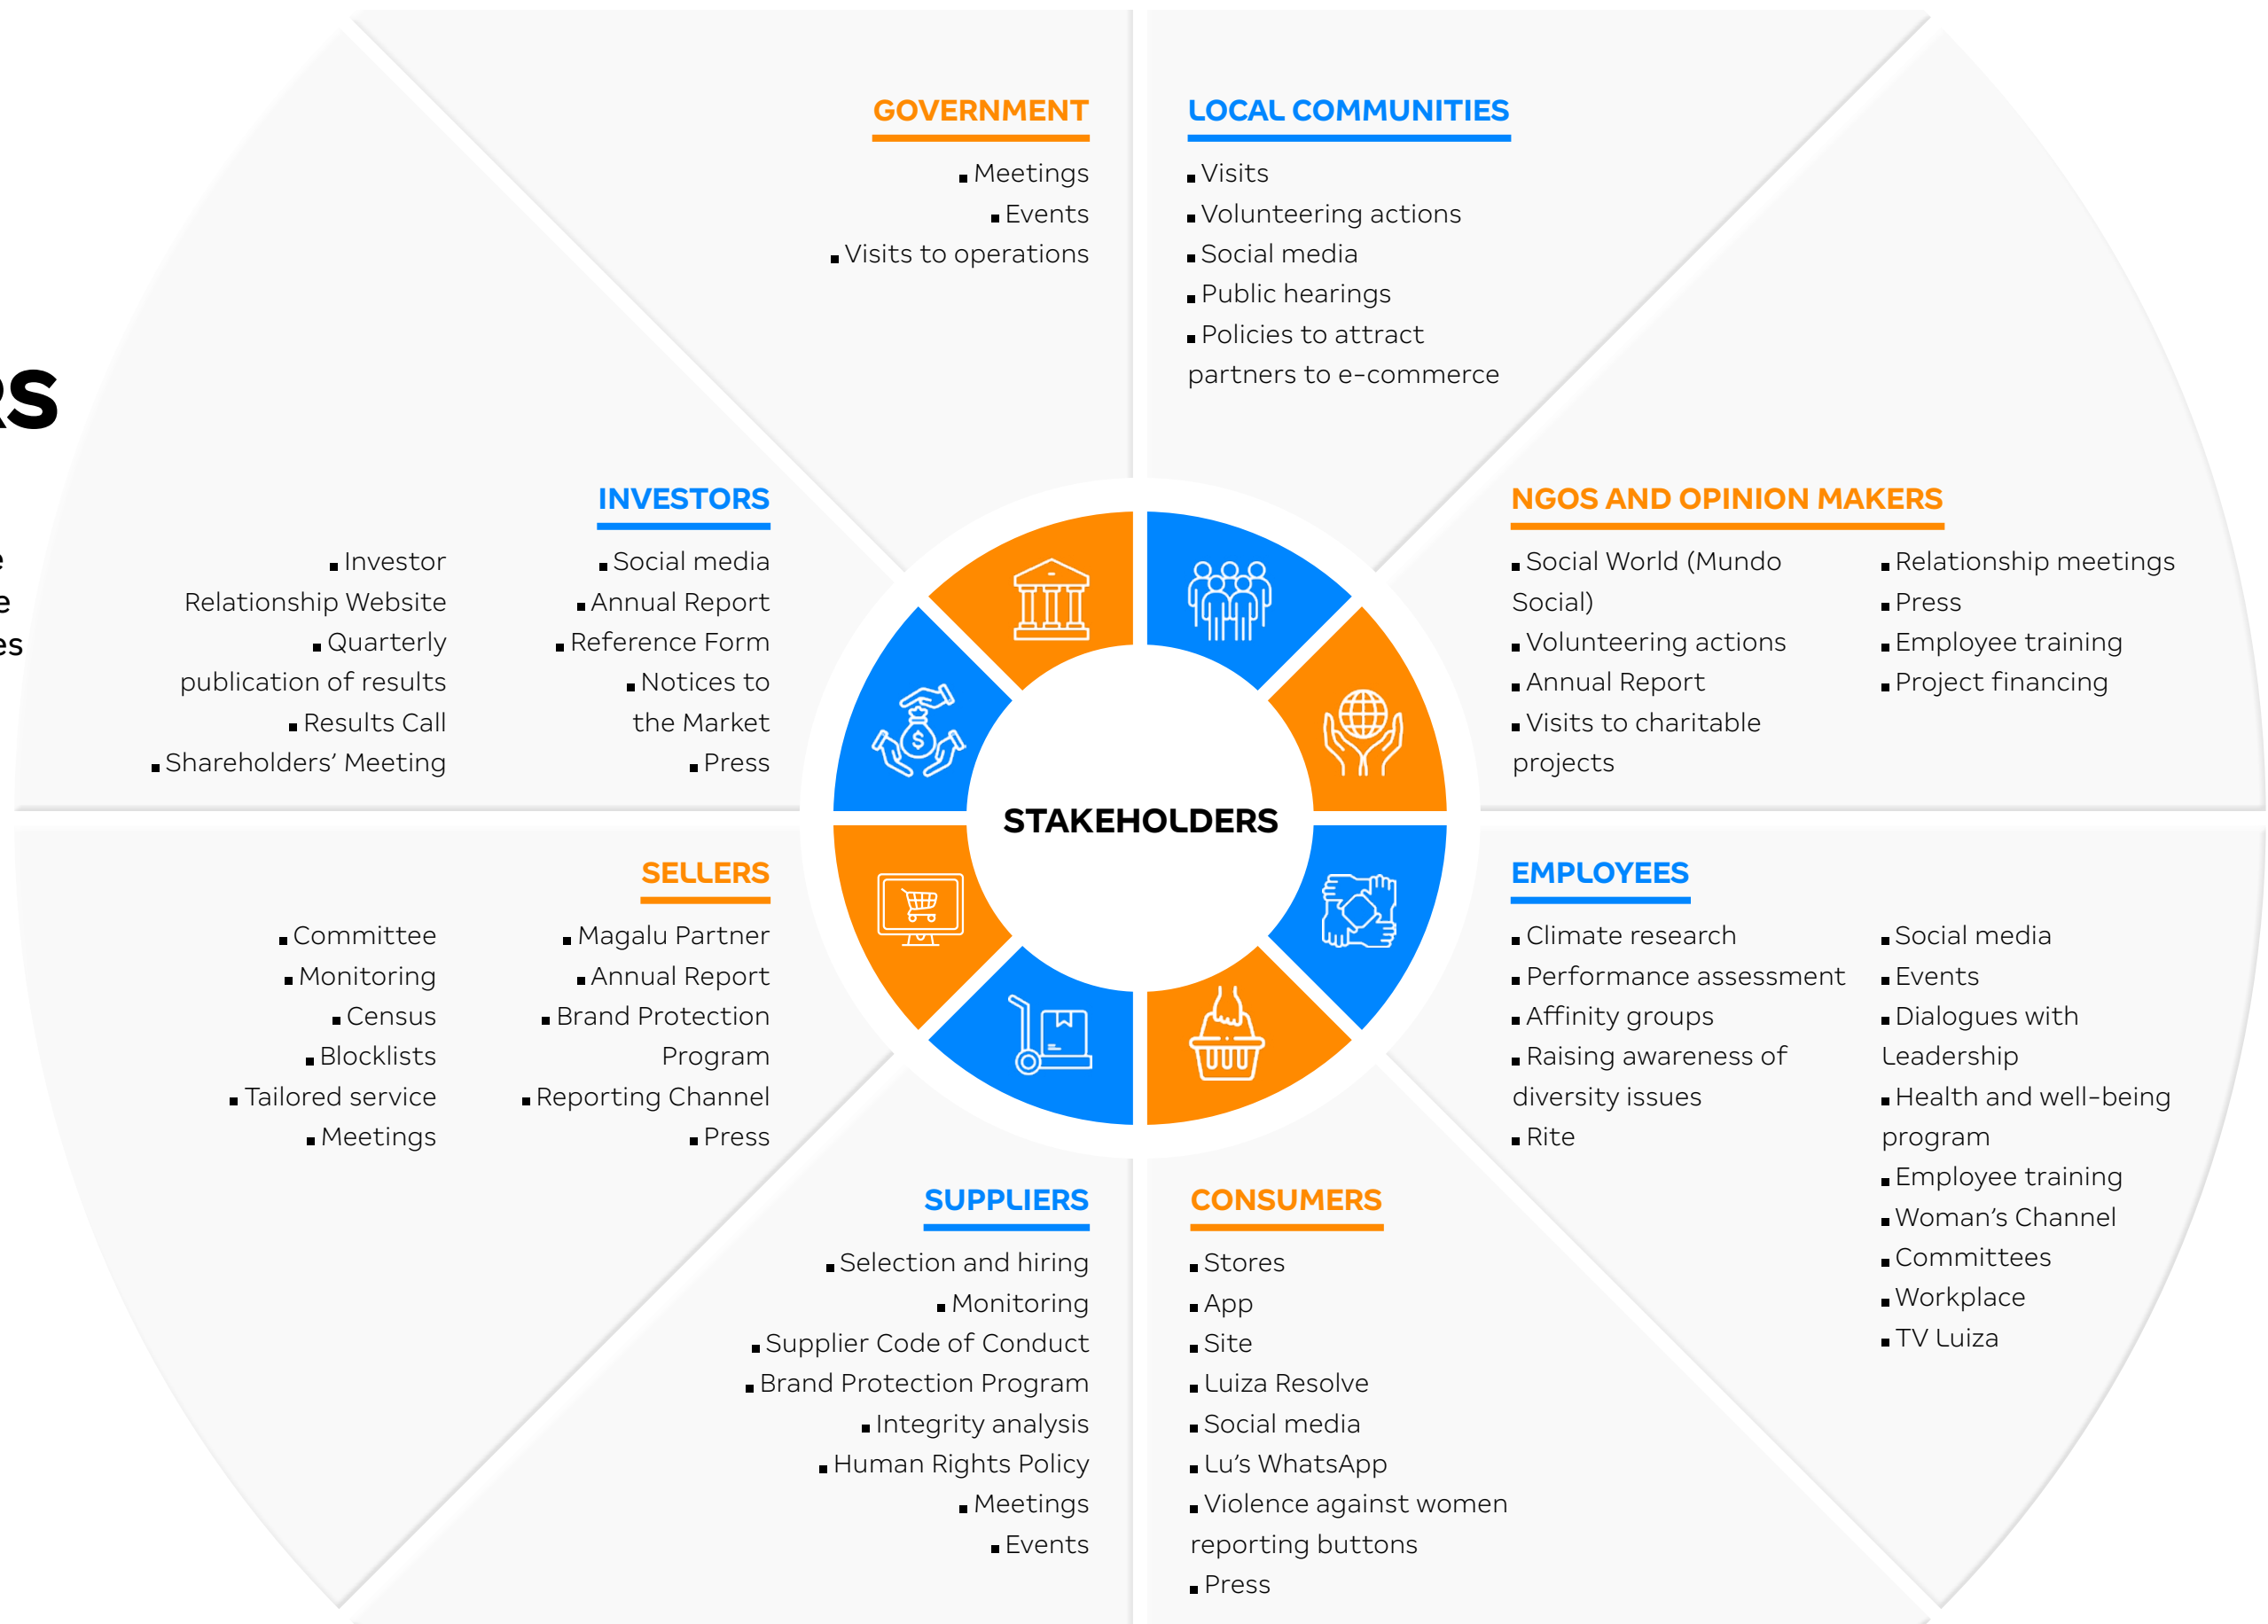 RS
e
e
es
GOVERNMENT
▪ Meetings
▪ Events
▪ Visits to operations
LOCAL COMMUNITIES
▪ Visits
▪ Volunteering actions
▪ Social media
▪ Public hearings
▪ Policies to attract
partners to e-commerce
INVESTORS
▪ Investor
Relationship Website
▪ Quarterly
publication of results
▪ Results Call
▪ Shareholders’ Meeting
▪ Social media
▪ Annual Report
▪ Reference Form
▪ Notices to
the Market
▪ Press
NGOS AND OPINION MAKERS
▪ Social World (Mundo
Social)
▪ Volunteering actions
▪ Annual Report
▪ Visits to charitable
projects
▪ Relationship meetings
▪ Press
▪ Employee training
▪ Project financing
$
STAKEHOLDERS
SELLERS
▪ Committee
▪ Monitoring
▪ Census
▪ Blocklists
▪ Tailored service
▪ Meetings
▪ Magalu Partner
▪ Annual Report
▪ Brand Protection
Program
▪ Reporting Channel
▪ Press
EMPLOYEES
▪ Climate research
▪ Performance assessment
▪ Affinity groups
▪ Raising awareness of
diversity issues
▪ Rite
▪ Social media
▪ Events
▪ Dialogues with
Leadership
▪ Health and well-being
program
▪ Employee training
▪ Woman’s Channel
▪ Committees
▪ Workplace
▪ TV Luiza
SUPPLIERS
▪ Selection and hiring
▪ Monitoring
▪ Supplier Code of Conduct
▪ Brand Protection Program
▪ Integrity analysis
▪ Human Rights Policy
▪ Meetings
▪ Events
CONSUMERS
▪ Stores
▪ App
▪ Site
▪ Luiza Resolve
▪ Social media
▪ Lu’s WhatsApp
▪ Violence against women
reporting buttons
▪ Press